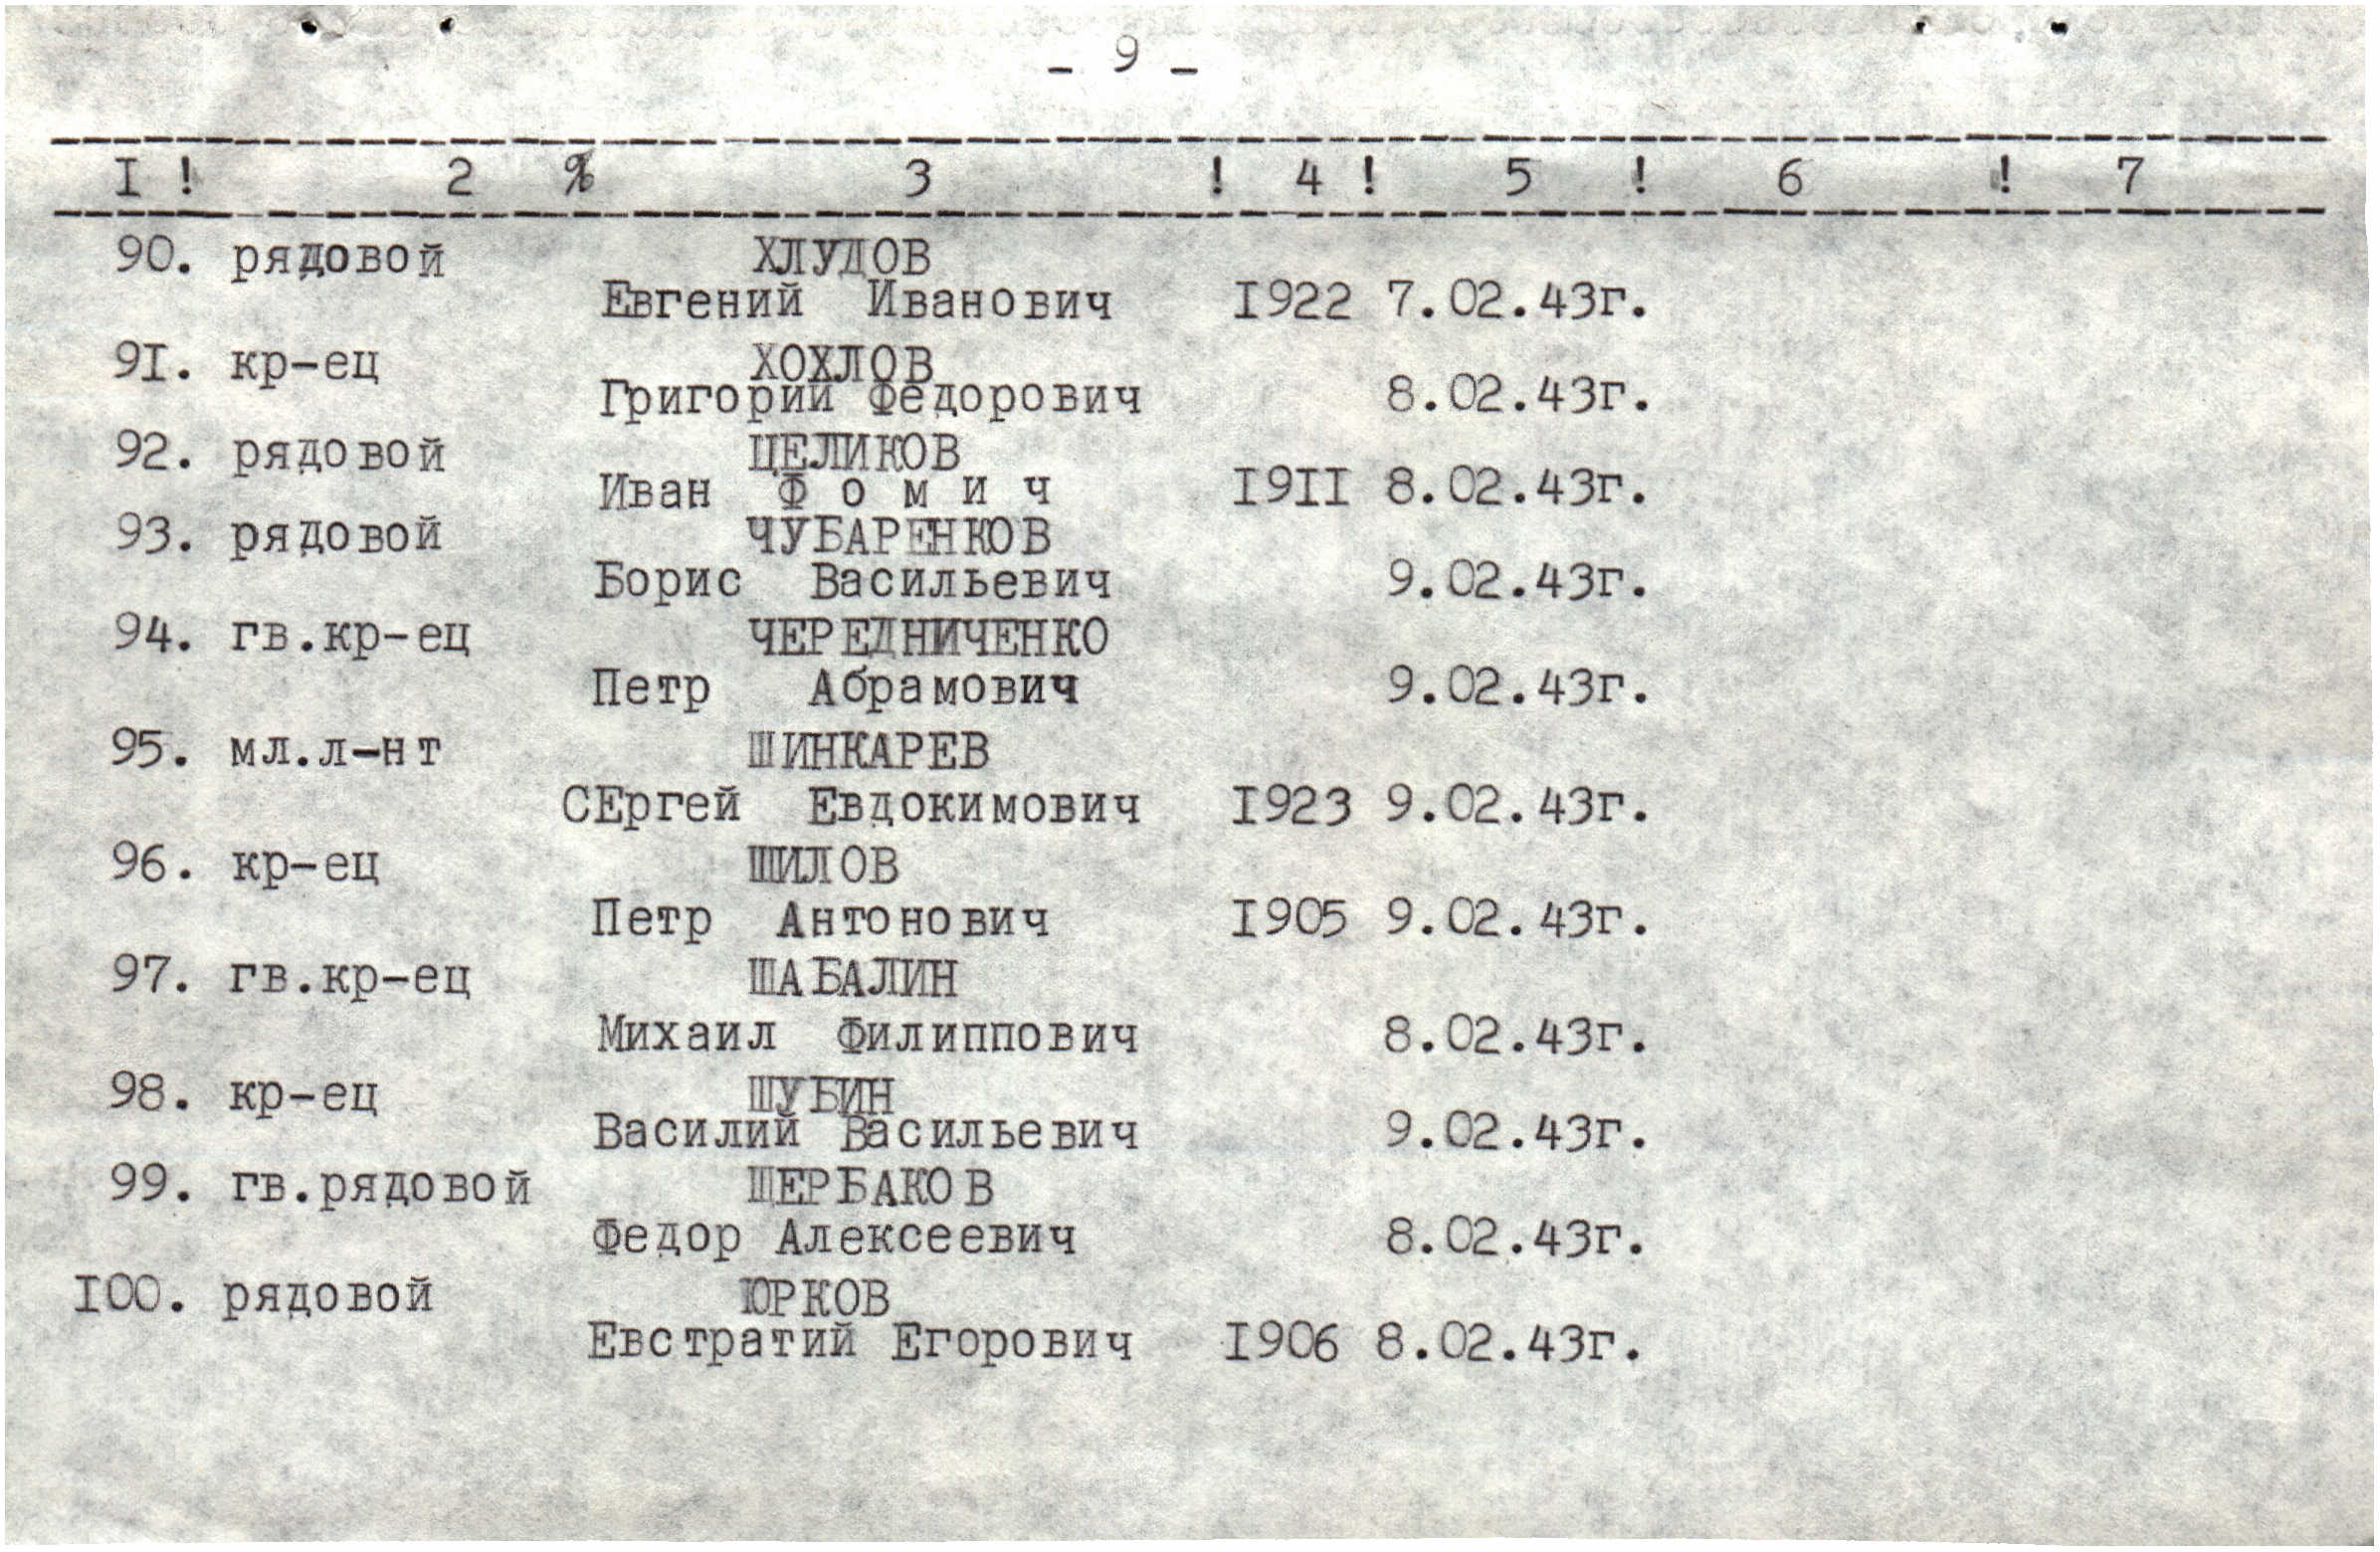 _ 9 _
I ! 2 % 3 ! 4 ! 5 ! 6 ! 7
90. рядовой ХЛУДОВ
Евгений Иванович I922 7.02.43г.
9I. кр-ец ХОХЛОВ
Григорий Федорович 8.02.43г.
92. рядовой ЦЕЛИКОВ
Иван Ф о м и ч I9II 8.02.43г.
93. рядовой ЧУБАРЕНКОВ
Борис Васильевич 9.02.43г.
94. гв.кр-ец ЧЕРЕДНИЧЕНКО
Петр Абрамович 9.02.43г.
95. мл.л-нт ШИНКАРЕВ
СЕргей Евдокимович I923 9.02.43г.
96. кр-ец ШИЛОВ
Петр Антонович I905 9.02.43г.
97. гв.кр-ец ШАБАЛИН
Михаил Филиппович 8.02.43г.
98. кр-ец ШУБИН
Василий Васильевич 9.02.43г.
99. гв.рядовой ЩЕРБАКОВ
Федор Алексеевич 8.02.43г.
I00. рядовой ЮРКОВ
Евстратий Егорович I906 8.02.43г.